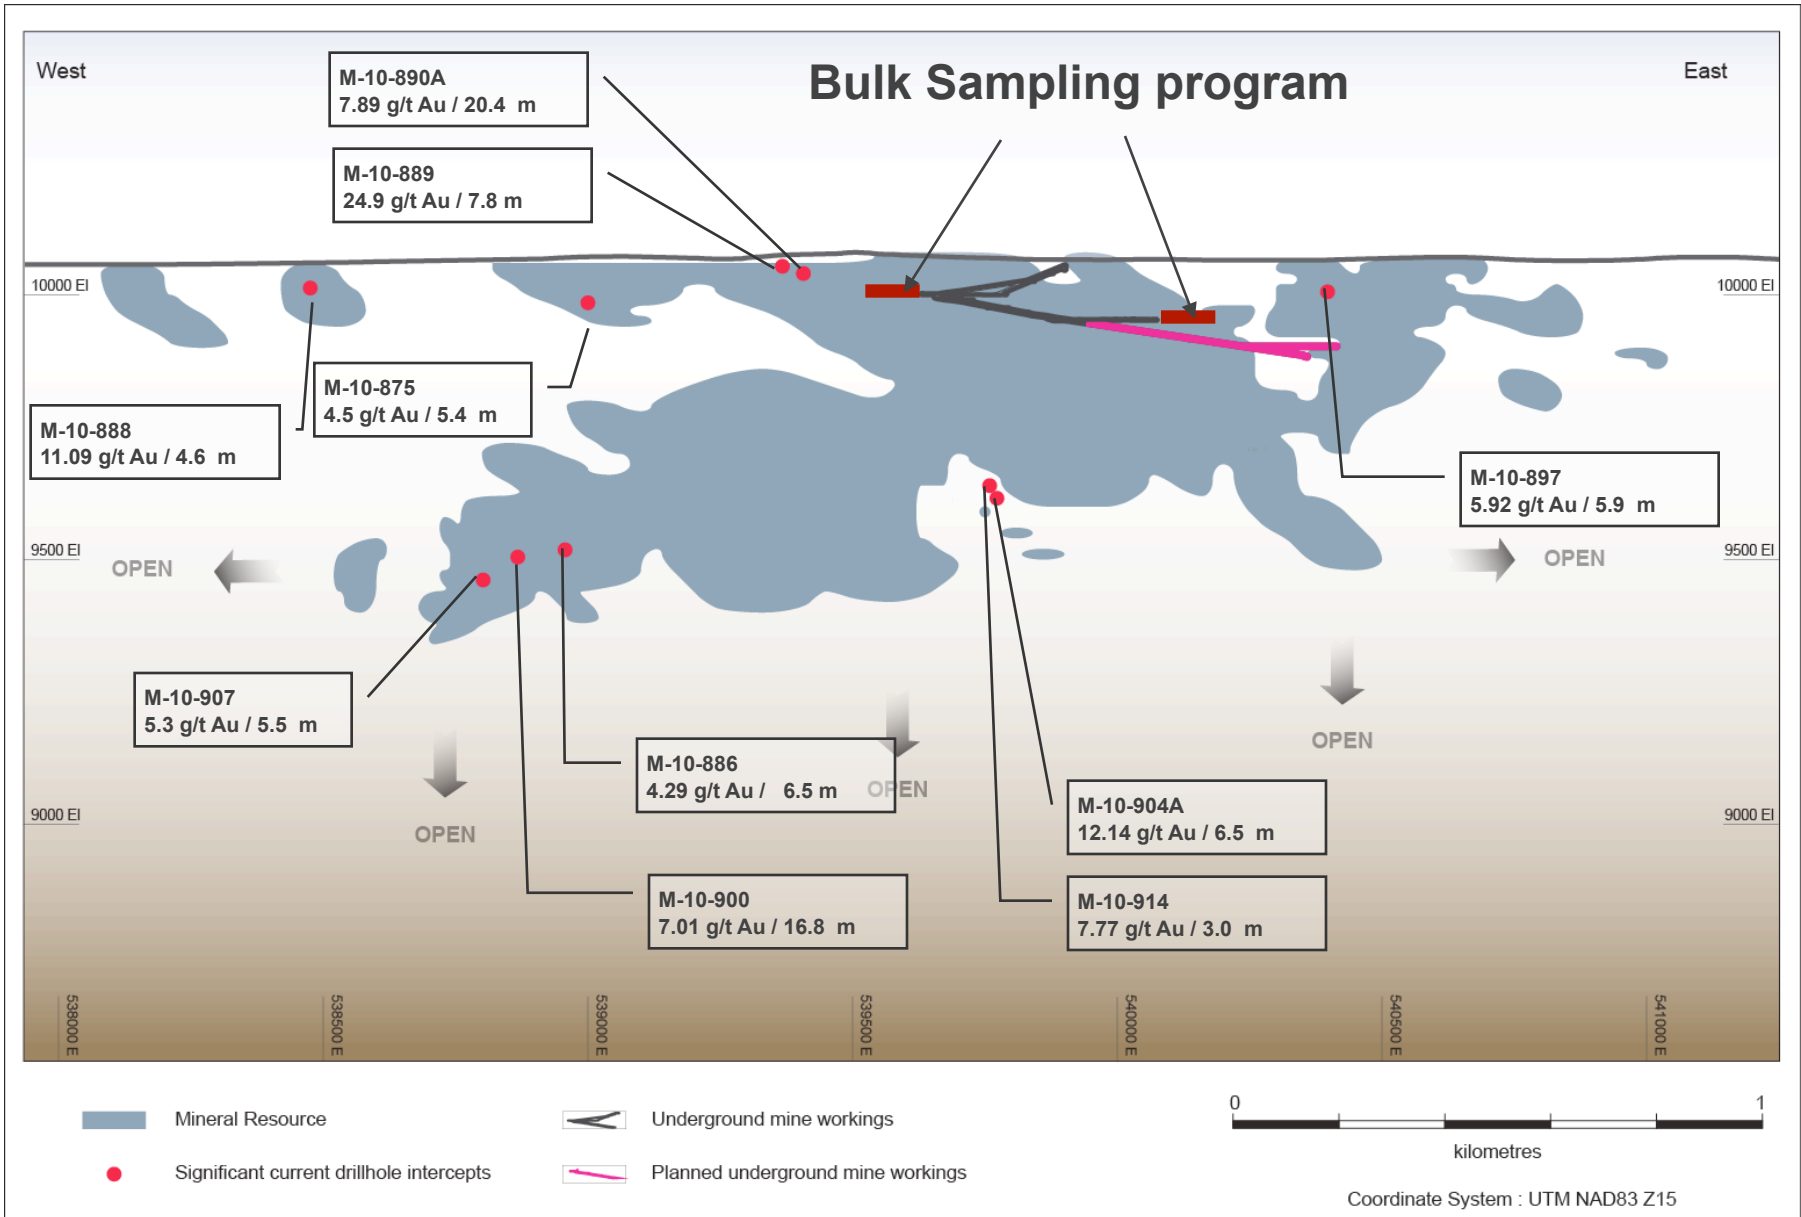 West
East
Bulk Sampling program
M-10-890A
7.89 g/t Au / 20.4 m
M-10-889
24.9 g/t Au / 7.8 m
10000 El
10000 El
M-10-875
4.5 g/t Au / 5.4 m
M-10-888
11.09 g/t Au / 4.6 m
M-10-897
5.92 g/t Au / 5.9 m
9500 El
9500 El
OPEN
OPEN
M-10-907
5.3 g/t Au / 5.5 m
OPEN
M-10-886
4.29 g/t Au / 6.5 m
OPEN
M-10-904A
12.14 g/t Au / 6.5 m
9000 El
9000 El
OPEN
M-10-900
7.01 g/t Au / 16.8 m
M-10-914
7.77 g/t Au / 3.0 m
538000 E
538500 E
539000 E
539500 E
540000 E
540500 E
541000 E
Mineral Resource
Underground mine workings
0
1
kilometres
Significant current drillhole intercepts
Planned underground mine workings
Coordinate System : UTM NAD83 Z15